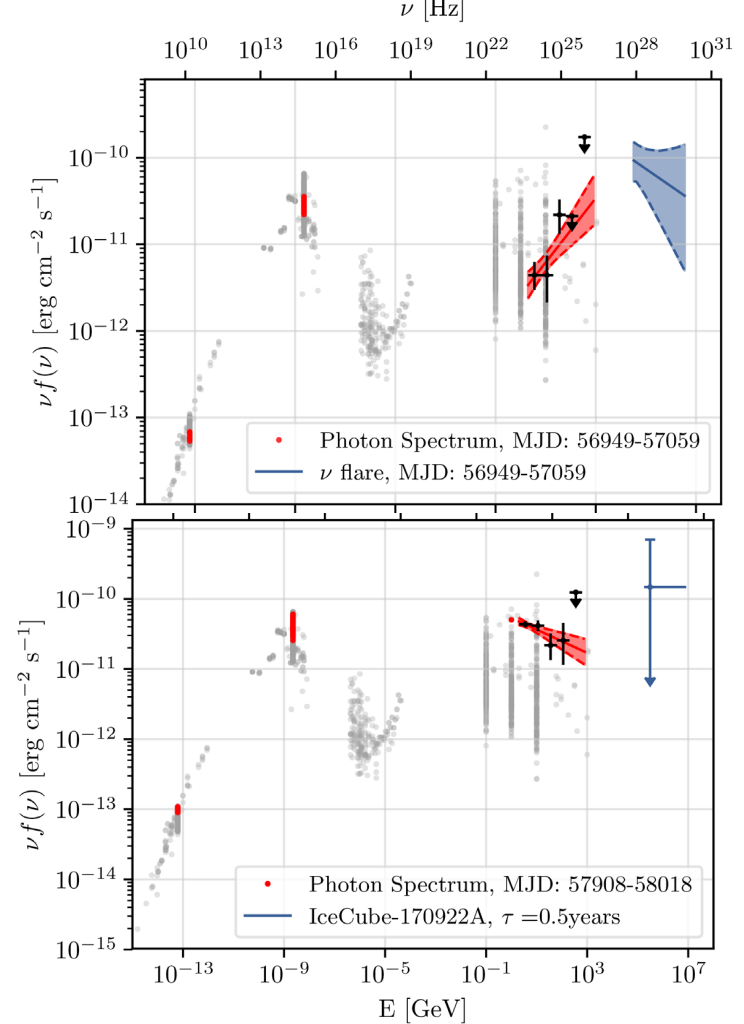 ν [Hz]
10^10 10^13 10^16 10^19 10^22 10^25 10^28 10^31
10^−10
10^−11
10^−12
10^−13
10^−14
νf(ν) [erg cm^−2 s^−1]
Photon Spectrum, MJD: 56949-57059
ν flare, MJD: 56949-57059
10^−9
10^−10
10^−11
10^−12
10^−13
10^−14
10^−15
νf(ν) [erg cm^−2 s^−1]
Photon Spectrum, MJD: 57908-58018
IceCube-170922A, τ =0.5years
10^−13 10^−9 10^−5 10^−1 10^3 10^7
E [GeV]